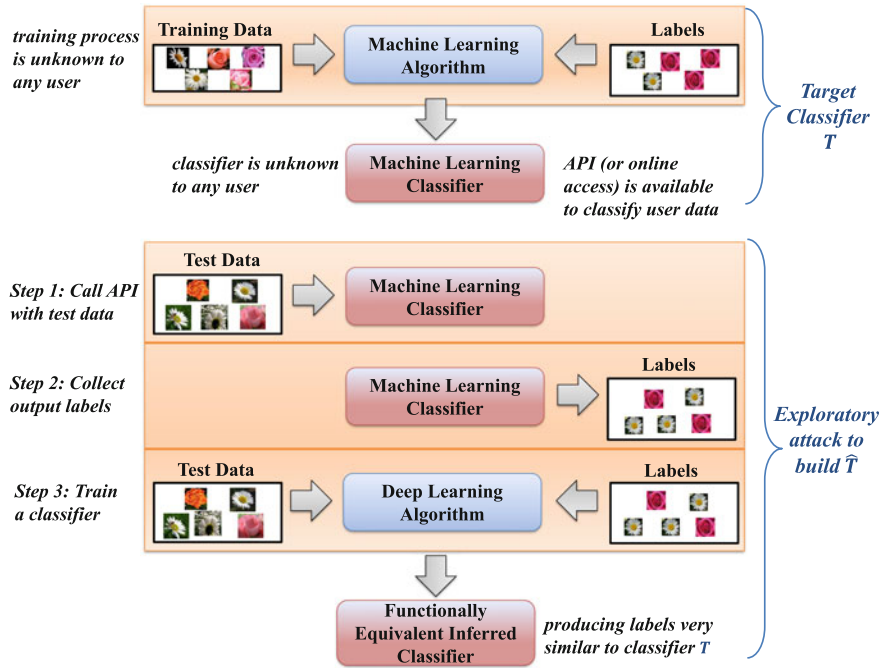 training process
is unknown to
any user
Training Data
Machine Learning
Algorithm
Labels
Target
Classifier
T
classifier is unknown
to any user
Machine Learning
Classifier
API (or online
access) is available
to classify user data
Step 1: Call API
with test data
Test Data
Machine Learning
Classifier
Step 2: Collect
output labels
Machine Learning
Classifier
Labels
Exploratory
attack to
build T̂
Step 3: Train
a classifier
Test Data
Deep Learning
Algorithm
Labels
Functionally
Equivalent Inferred
Classifier
producing labels very
similar to classifier T